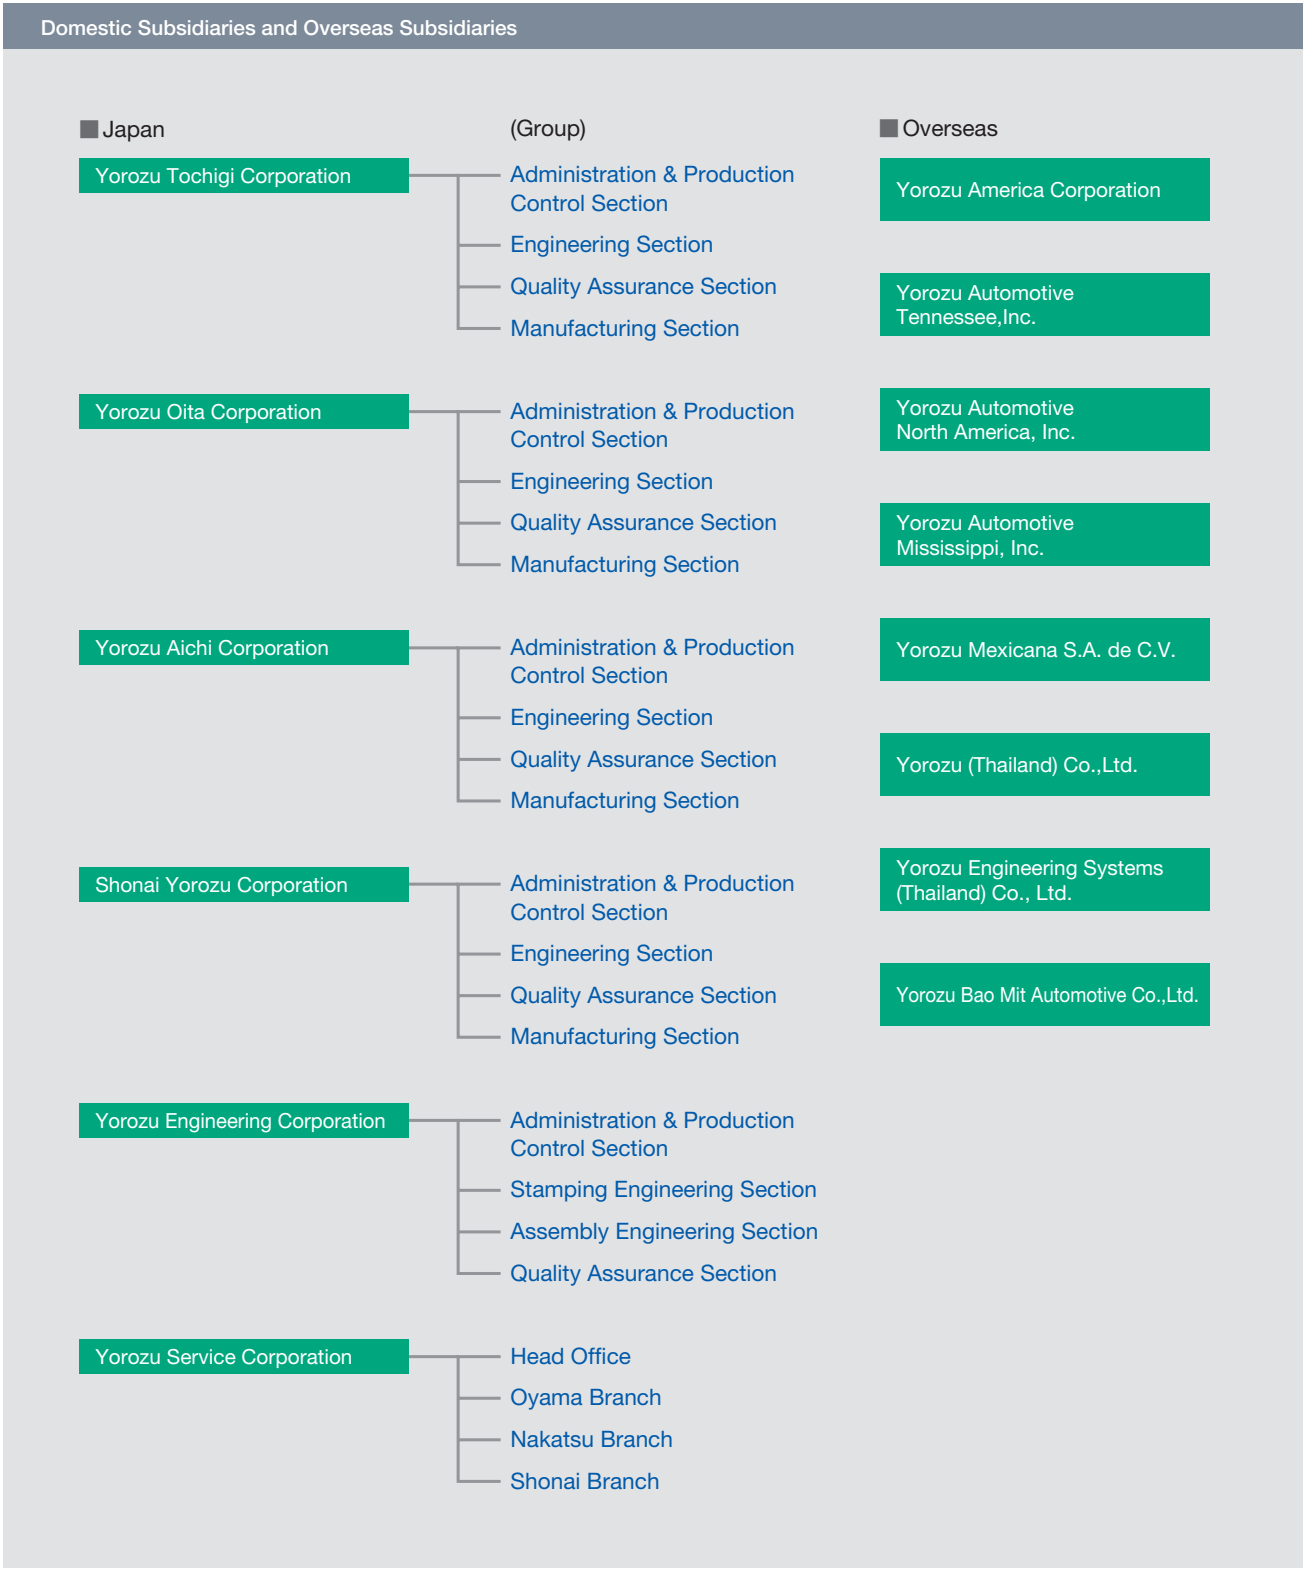 Domestic Subsidiaries and Overseas Subsidiaries
Japan
(Group)
Yorozu Tochigi Corporation
Administration & Production
Control Section
Engineering Section
Quality Assurance Section
Manufacturing Section
Yorozu Oita Corporation
Administration & Production
Control Section
Engineering Section
Quality Assurance Section
Manufacturing Section
Yorozu Aichi Corporation
Administration & Production
Control Section
Engineering Section
Quality Assurance Section
Manufacturing Section
Shonai Yorozu Corporation
Administration & Production
Control Section
Engineering Section
Quality Assurance Section
Manufacturing Section
Yorozu Engineering Corporation
Administration & Production
Control Section
Stamping Engineering Section
Assembly Engineering Section
Quality Assurance Section
Yorozu Service Corporation
Head Office
Oyama Branch
Nakatsu Branch
Shonai Branch
Overseas
Yorozu America Corporation
Yorozu Automotive
Tennessee,Inc.
Yorozu Automotive
North America, Inc.
Yorozu Automotive
Mississippi, Inc.
Yorozu Mexicana S.A. de C.V.
Yorozu (Thailand) Co.,Ltd.
Yorozu Engineering Systems
(Thailand) Co., Ltd.
Yorozu Bao Mit Automotive Co.,Ltd.